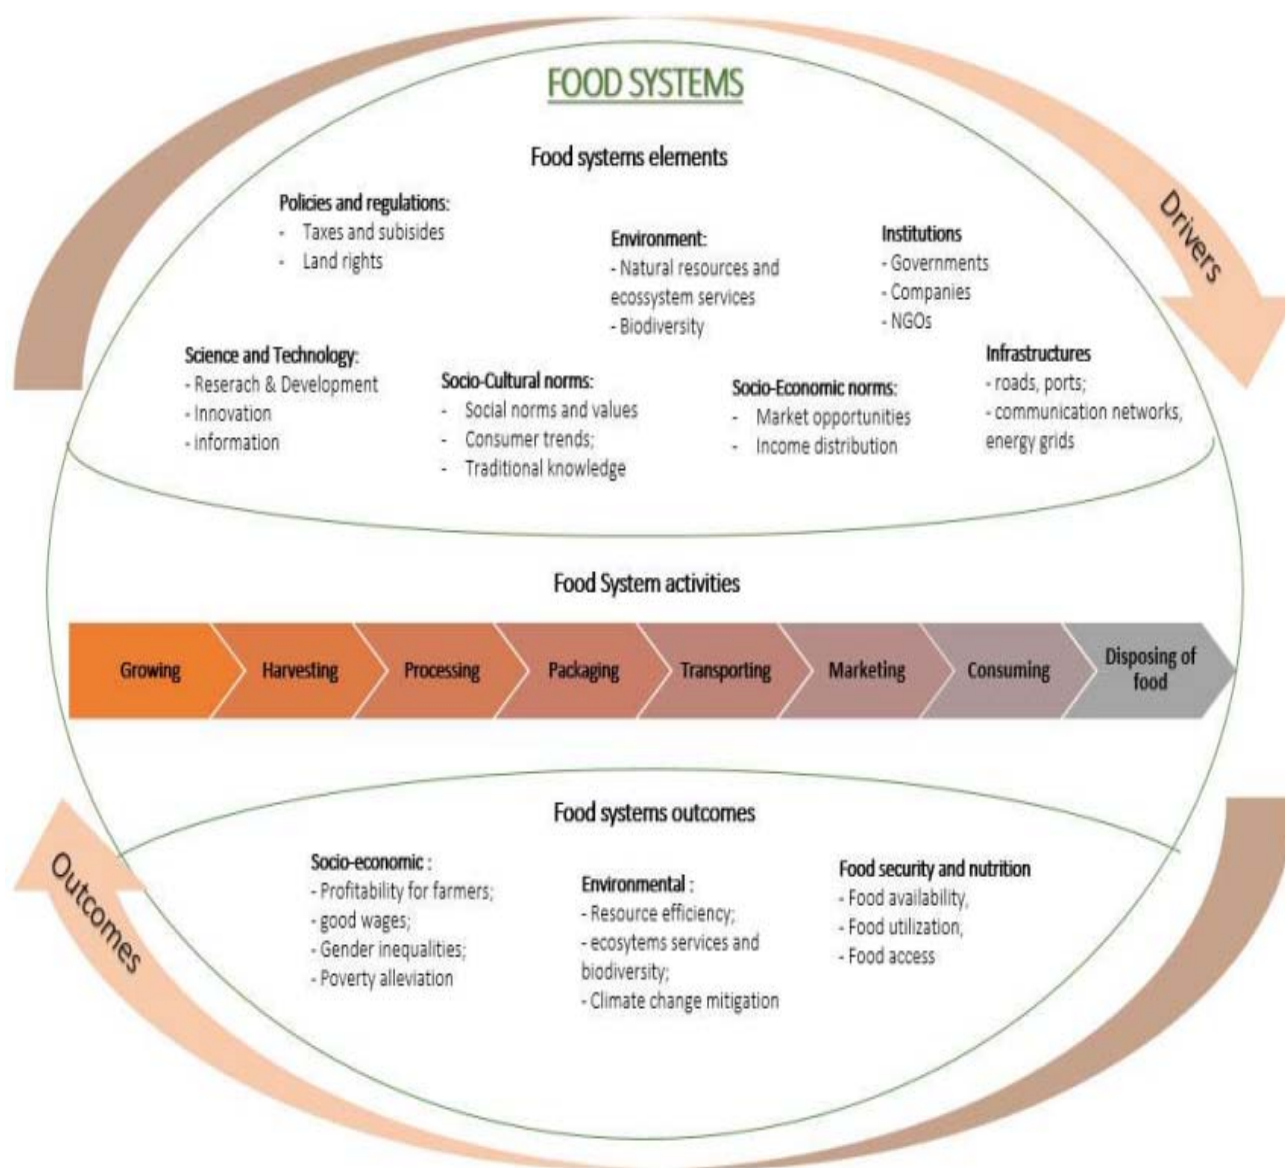 FOOD SYSTEMS
Food systems elements
Drivers
Policies and regulations:
- Taxes and subisides
- Land rights
Environment:
- Natural resources and
ecossystem services
- Biodiversity
Institutions
- Governments
- Companies
- NGOs
Science and Technology:
- Reserach & Development
- Innovation
- information
Socio-Cultural norms:
- Social norms and values
- Consumer trends;
- Traditional knowledge
Socio-Economic norms:
- Market opportunities
- Income distribution
Infrastructures
- roads, ports;
- communication networks,
energy grids
Food System activities
Growing
Harvesting
Processing
Packaging
Transporting
Marketing
Consuming
Disposing of
food
Food systems outcomes
Outcomes
Socio-economic :
- Profitability for farmers;
- good wages;
- Gender inequalities;
- Poverty alleviation
Environmental :
- Resource efficiency;
- ecosytems services and
biodiversity;
- Climate change mitigation
Food security and nutrition
- Food availability,
- Food utilization,
- Food access